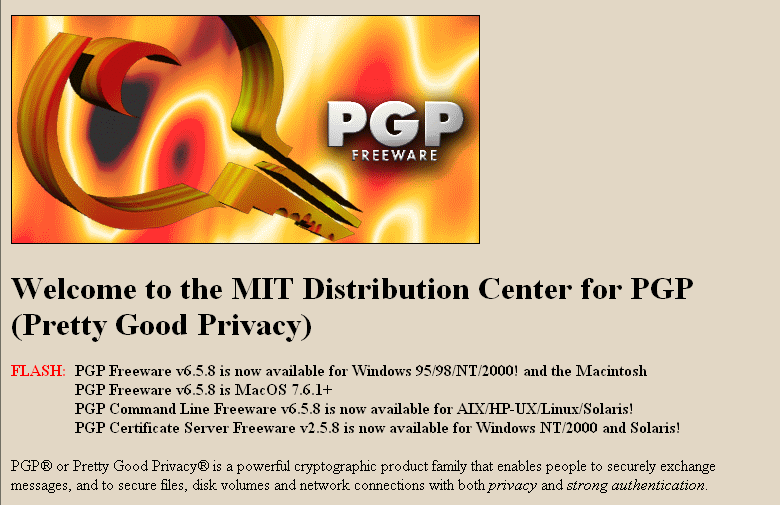 PGP
FREEWARE
Welcome to the MIT Distribution Center for PGP
(Pretty Good Privacy)
FLASH: PGP Freeware v6.5.8 is now available for Windows 95/98/NT/2000! and the Macintosh
PGP Freeware v6.5.8 is MacOS 7.6.1+
PGP Command Line Freeware v6.5.8 is now available for AIX/HP-UX/Linux/Solaris!
PGP Certificate Server Freeware v2.5.8 is now available for Windows NT/2000 and Solaris!
PGP® or Pretty Good Privacy® is a powerful cryptographic product family that enables people to securely exchange
messages, and to secure files, disk volumes and network connections with both privacy and strong authentication.